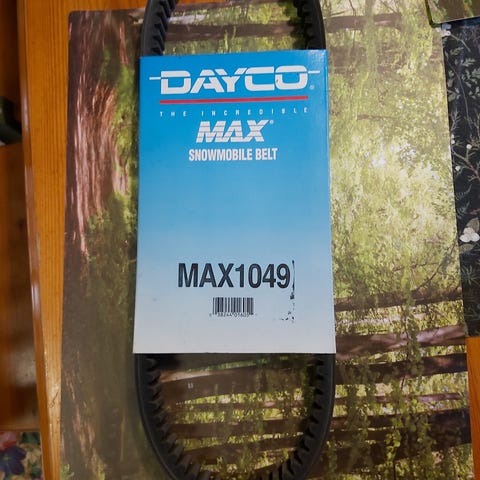 DAYCO®
THE INCREDIBLE
MAX®
SNOWMOBILE BELT
MAX1049